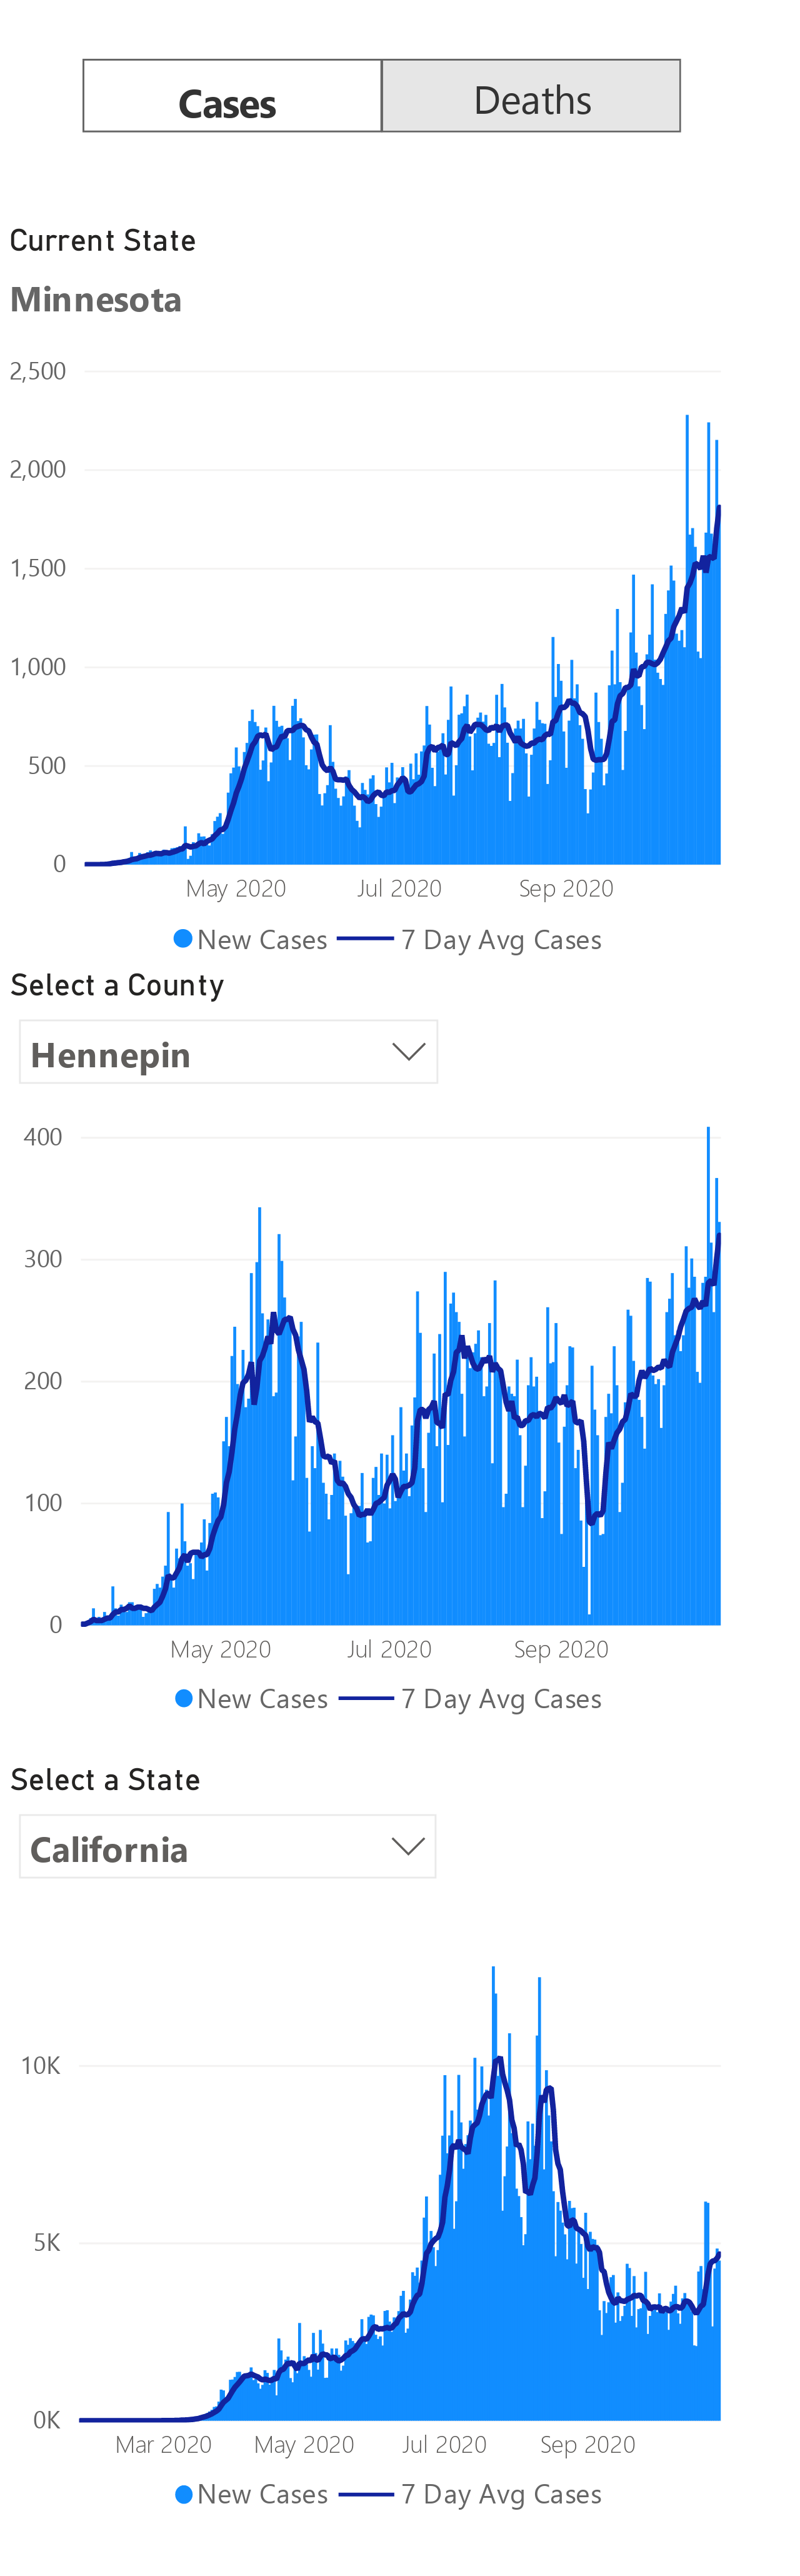 Cases Deaths
Current State
Minnesota
2,500
2,000
1,500
1,000
500
0
May 2020 Jul 2020 Sep 2020
New Cases 7 Day Avg Cases
Select a County
Hennepin
400
300
200
100
0
May 2020 Jul 2020 Sep 2020
New Cases 7 Day Avg Cases
Select a State
California
10K
5K
0K
Mar 2020 May 2020 Jul 2020 Sep 2020
New Cases 7 Day Avg Cases